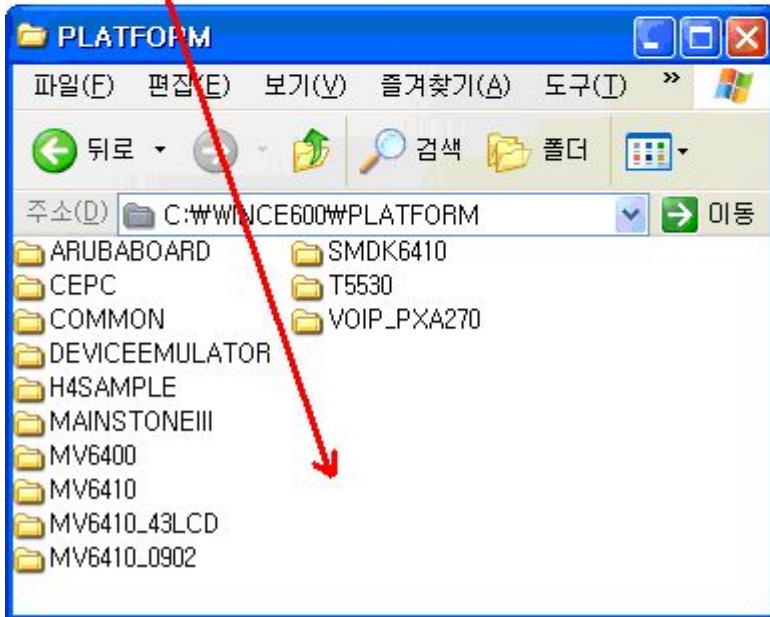 PLATFORM
파일(F) 편집(E) 보기(V) 즐겨찾기(A) 도구(T) »
뒤로 검색 폴더
주소(D) C:₩WINCE600₩PLATFORM 이동
ARUBABOARD SMDK6410
CEPC T5530
COMMON VOIP_PXA270
DEVICEEMULATOR
H4SAMPLE
MAINSTONEIII
MV6400
MV6410
MV6410_43LCD
MV6410_0902